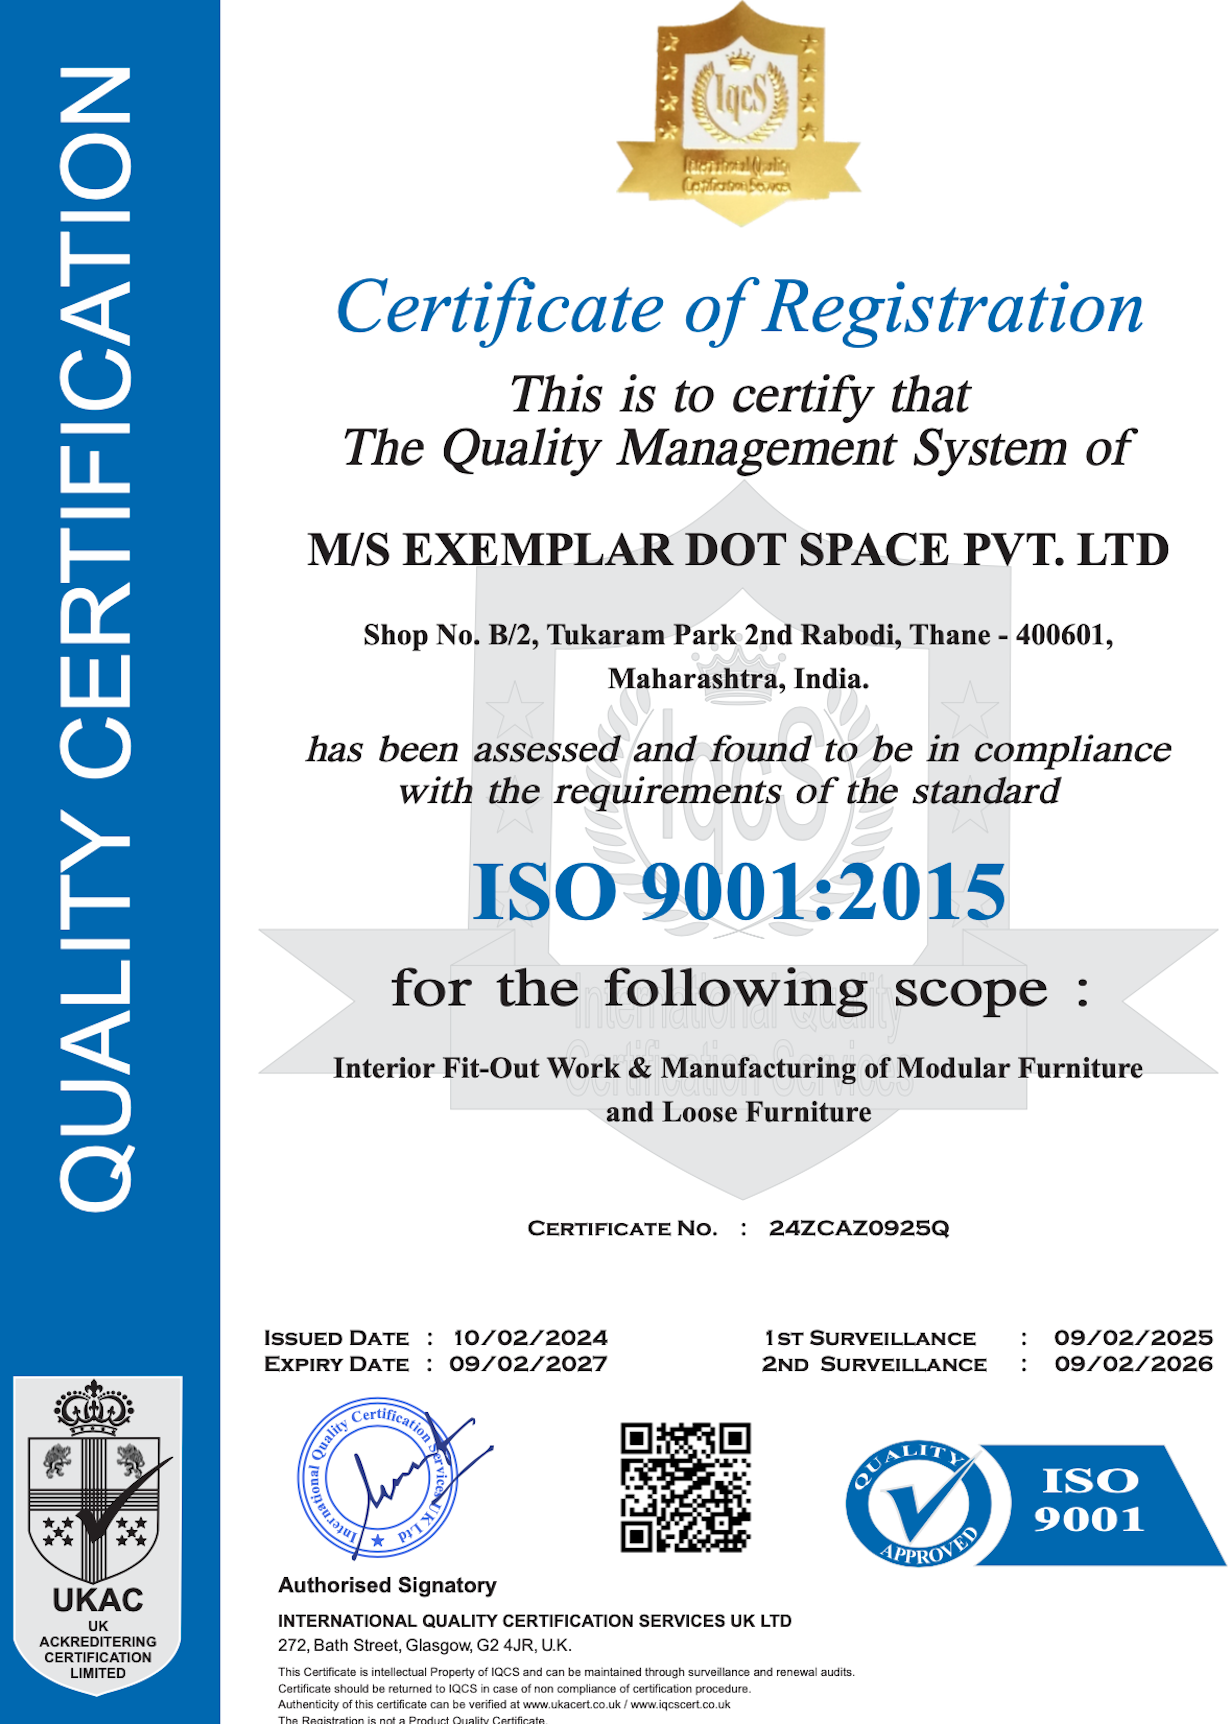 QUALITY CERTIFICATION
IqcS
International Quality
Certification Services
Certificate of Registration
This is to certify that
The Quality Management System of
M/S EXEMPLAR DOT SPACE PVT. LTD
Shop No. B/2, Tukaram Park 2nd Rabodi, Thane - 400601,
Maharashtra, India.
has been assessed and found to be in compliance
with the requirements of the standard
IqcS
ISO 9001:2015
for the following scope :
International Quality
Certification Services
Interior Fit-Out Work & Manufacturing of Modular Furniture
and Loose Furniture
CERTIFICATE NO. : 24ZCAZ0925Q
ISSUED DATE : 10/02/2024
EXPIRY DATE : 09/02/2027
1ST SURVEILLANCE : 09/02/2025
2ND SURVEILLANCE : 09/02/2026
International Quality Certification Services UK Ltd
QUALITY
APPROVED
ISO
9001
UKAC
UK
ACKREDITERING
CERTIFICATION
LIMITED
Authorised Signatory
INTERNATIONAL QUALITY CERTIFICATION SERVICES UK LTD
272, Bath Street, Glasgow, G2 4JR, U.K.
This Certificate is intellectual Property of IQCS and can be maintained through surveillance and renewal audits.
Certificate should be returned to IQCS in case of non compliance of certification procedure.
Authenticity of this certificate can be verified at www.ukacert.co.uk / www.iqcscert.co.uk
The Registration is not a Product Quality Certificate.